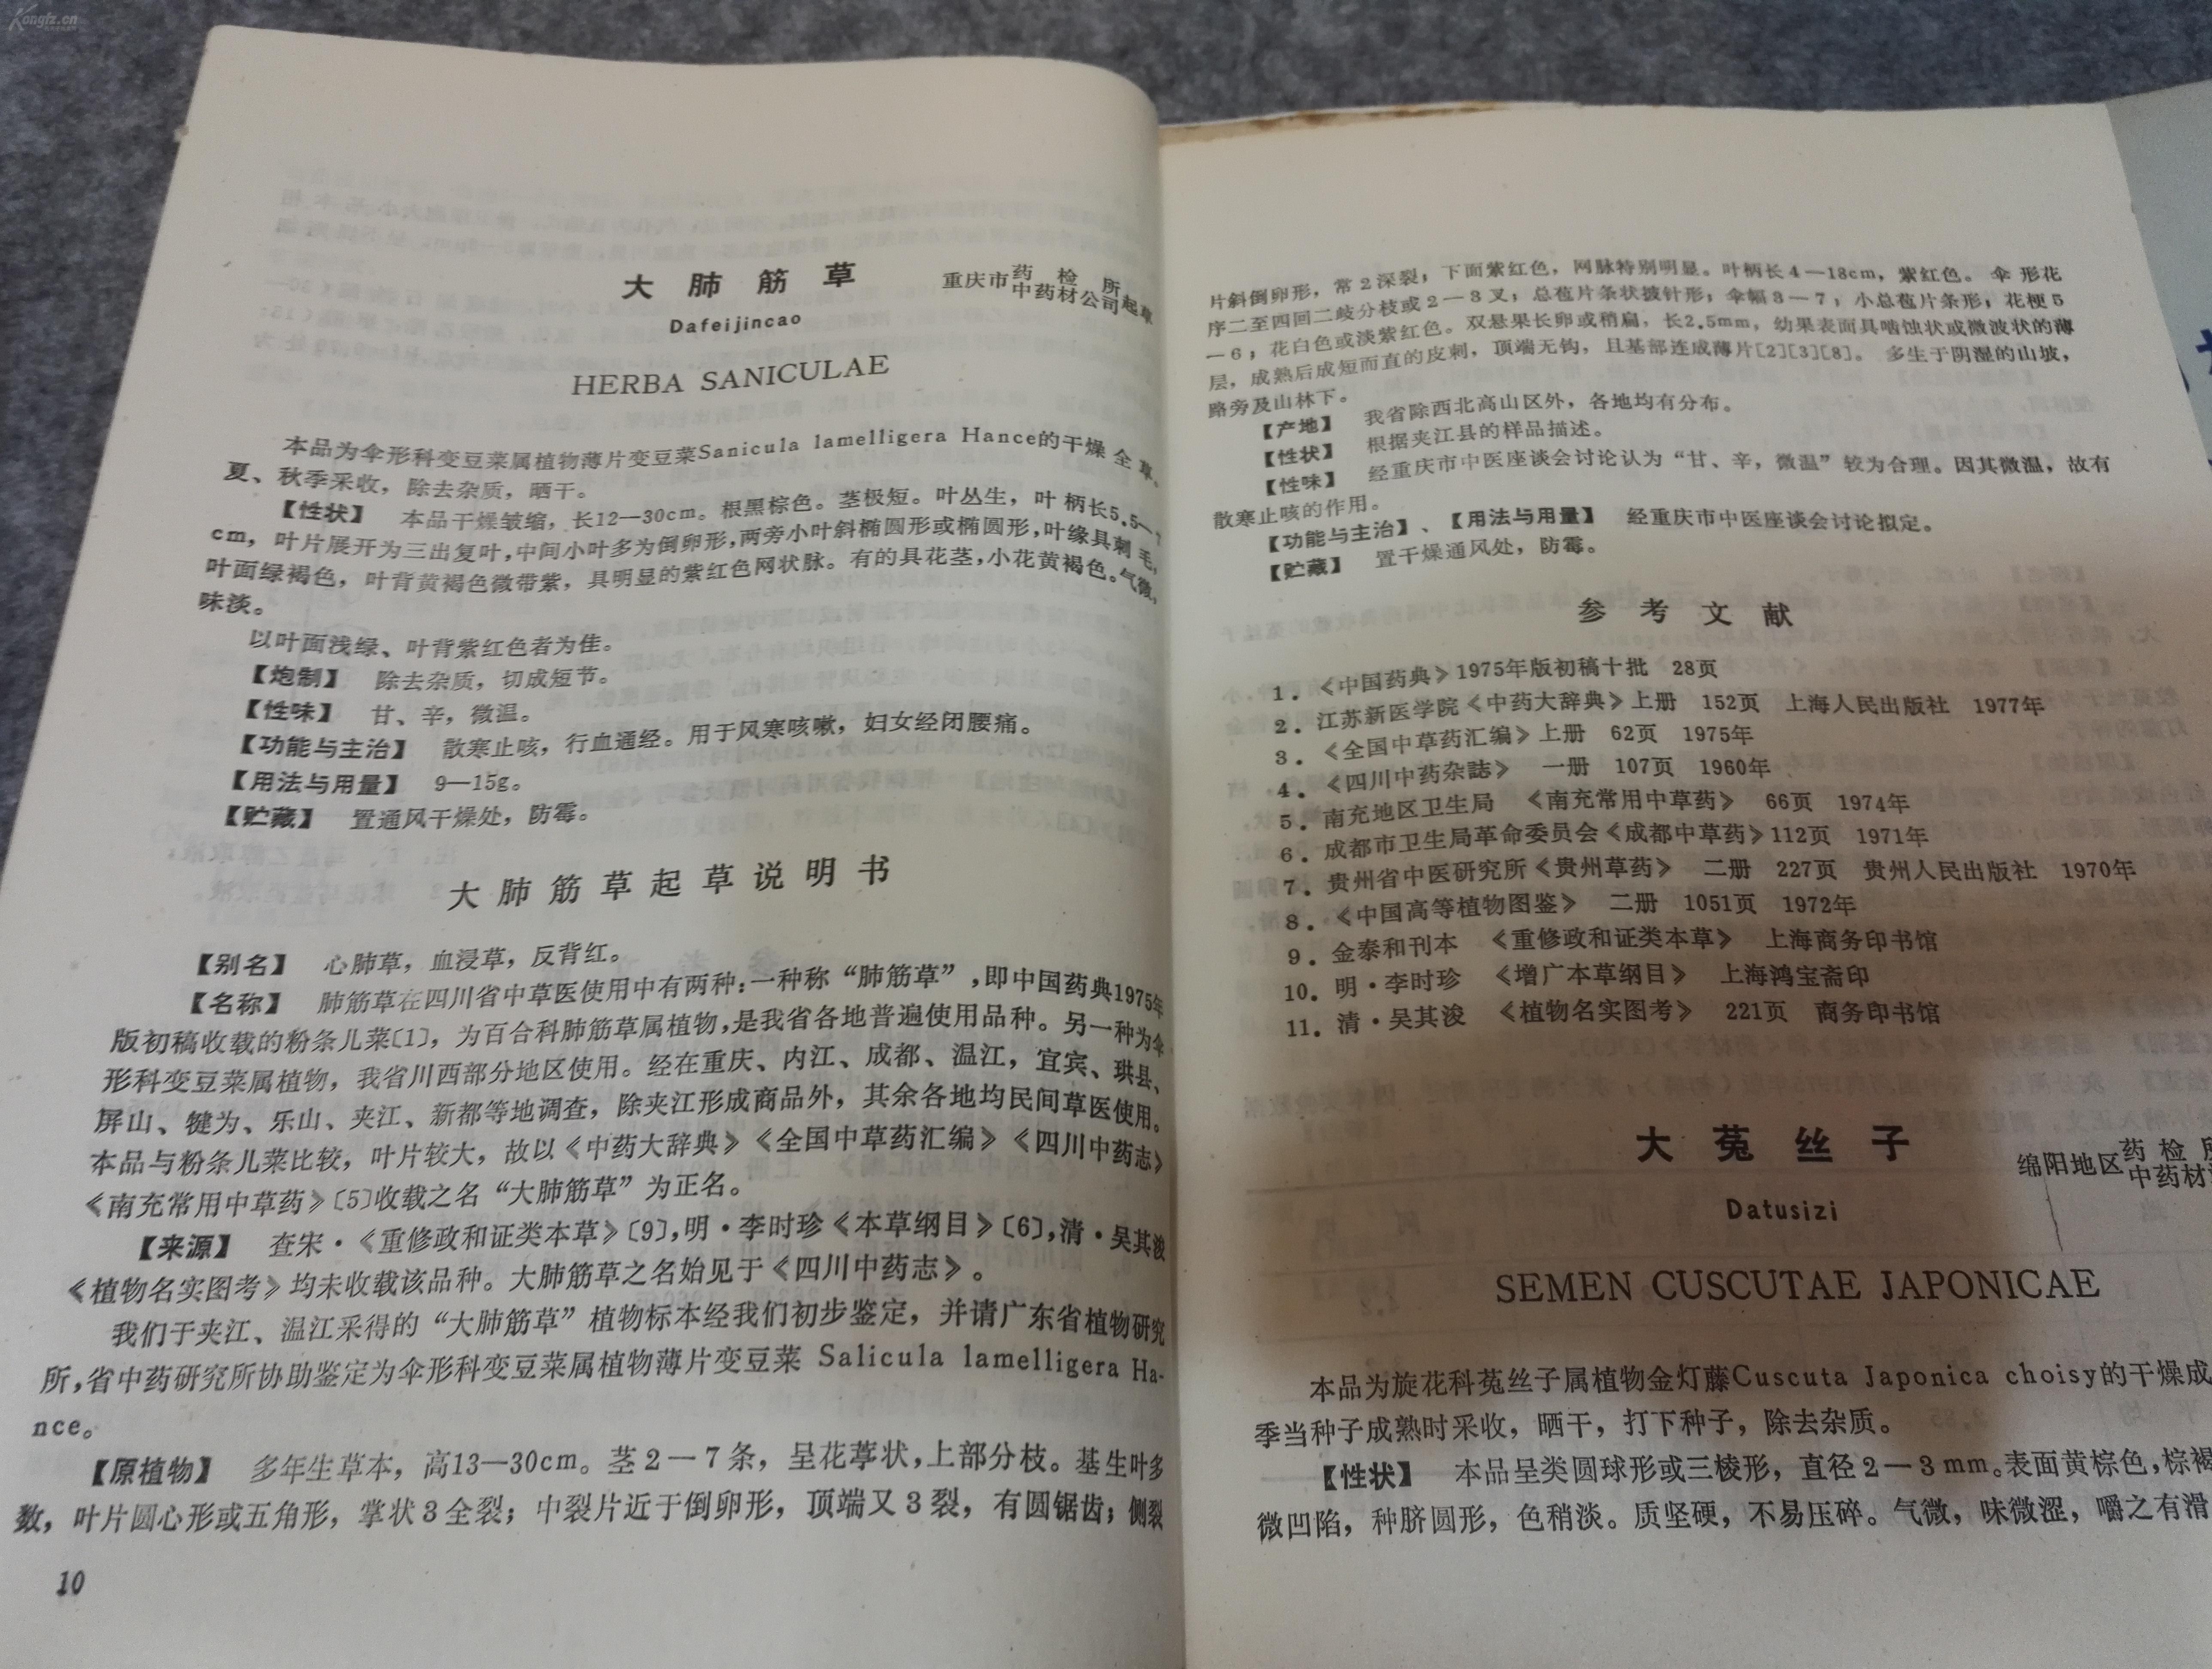 Kongfz.cn
大肺筋草
重庆市药检所中药材公司起草
Dafeijincao
HERBA SANICULAE
本品为伞形科变豆菜属植物薄片变豆菜Sanicula lamelligera Hance的干燥全草。
夏、秋季采收，除去杂质，晒干。
【性状】 本品干燥皱缩，长12—30cm。根黑棕色。茎极短。叶丛生，叶柄长5.5—7
cm，叶片展开为三出复叶，中间小叶多为倒卵形，两旁小叶斜椭圆形或椭圆形，叶缘具刺毛，
叶面绿褐色，叶背黄褐色微带紫，具明显的紫红色网状脉。有的具花茎，小花黄褐色。气微，
味淡。
以叶面浅绿、叶背紫红色者为佳。
【炮制】 除去杂质，切成短节。
【性味】 甘、辛，微温。
【功能与主治】 散寒止咳，行血通经。用于风寒咳嗽，妇女经闭腰痛。
【用法与用量】 9—15g。
【贮藏】 置通风干燥处，防霉。
大肺筋草起草说明书
【别名】 心肺草，血浸草，反背红。
【名称】 肺筋草在四川省中草医使用中有两种：一种称“肺筋草”，即中国药典1975年
版初稿收载的粉条儿菜〔1〕，为百合科肺筋草属植物，是我省各地普遍使用品种。另一种为伞
形科变豆菜属植物，我省川西部分地区使用。经在重庆、内江、成都、温江，宜宾、珙县、
屏山、犍为、乐山、夹江、新都等地调查，除夹江形成商品外，其余各地均民间草医使用。
本品与粉条儿菜比较，叶片较大，故以《中药大辞典》《全国中草药汇编》《四川中药志》
《南充常用中草药》〔5〕收载之名“大肺筋草”为正名。
【来源】 查宋·《重修政和证类本草》〔9〕，明·李时珍《本草纲目》〔6〕，清·吴其浚
《植物名实图考》均未收载该品种。大肺筋草之名始见于《四川中药志》。
我们于夹江、温江采得的“大肺筋草”植物标本经我们初步鉴定，并请广东省植物研究
所，省中药研究所协助鉴定为伞形科变豆菜属植物薄片变豆菜 Salicula lamelligera Ha-
nce。
【原植物】 多年生草本，高13—30cm。茎2—7条，呈花葶状，上部分枝。基生叶多
数，叶片圆心形或五角形，掌状3全裂；中裂片近于倒卵形，顶端又3裂，有圆锯齿；侧裂
10
片斜倒卵形，常2深裂；下面紫红色，网脉特别明显。叶柄长4—18cm，紫红色。伞形花
序二至四回二岐分枝或2—3叉；总苞片条状披针形；伞幅3—7；小总苞片条形；花梗5
—6；花白色或淡紫红色。双悬果长卵或稍扁，长2.5mm，幼果表面具啮蚀状或微波状的薄
层，成熟后成短而直的皮刺，顶端无钩，且基部连成薄片〔2〕〔3〕〔8〕。多生于阴湿的山坡，
路旁及山林下。
【产地】 我省除西北高山区外，各地均有分布。
【性状】 根据夹江县的样品描述。
【性味】 经重庆市中医座谈会讨论认为“甘、辛，微温”较为合理。因其微温，故有
散寒止咳的作用。
【功能与主治】、【用法与用量】 经重庆市中医座谈会讨论拟定。
【贮藏】 置干燥通风处，防霉。
参考文献
1．《中国药典》1975年版初稿十批 28页
2．江苏新医学院《中药大辞典》上册 152页 上海人民出版社 1977年
3．《全国中草药汇编》上册 62页 1975年
4．《四川中药杂誌》 一册 107页 1960年
5．南充地区卫生局 《南充常用中草药》 66页 1974年
6．成都市卫生局革命委员会《成都中草药》112页 1971年
7．贵州省中医研究所《贵州草药》 二册 227页 贵州人民出版社 1970年
8．《中国高等植物图鉴》 二册 1051页 1972年
9．金泰和刊本 《重修政和证类本草》 上海商务印书馆
10．明·李时珍 《增广本草纲目》 上海鸿宝斋印
11．清·吴其浚 《植物名实图考》 221页 商务印书馆
大菟丝子
绵阳地区药检所中药材
Datusizi
SEMEN CUSCUTAE JAPONICAE
本品为旋花科菟丝子属植物金灯藤Cuscuta Japonica choisy的干燥成
季当种子成熟时采收，晒干，打下种子，除去杂质。
【性状】 本品呈类圆球形或三棱形，直径2—3mm。表面黄棕色，棕褐
微凹陷，种脐圆形，色稍淡。质坚硬，不易压碎。气微，味微涩，嚼之有滑